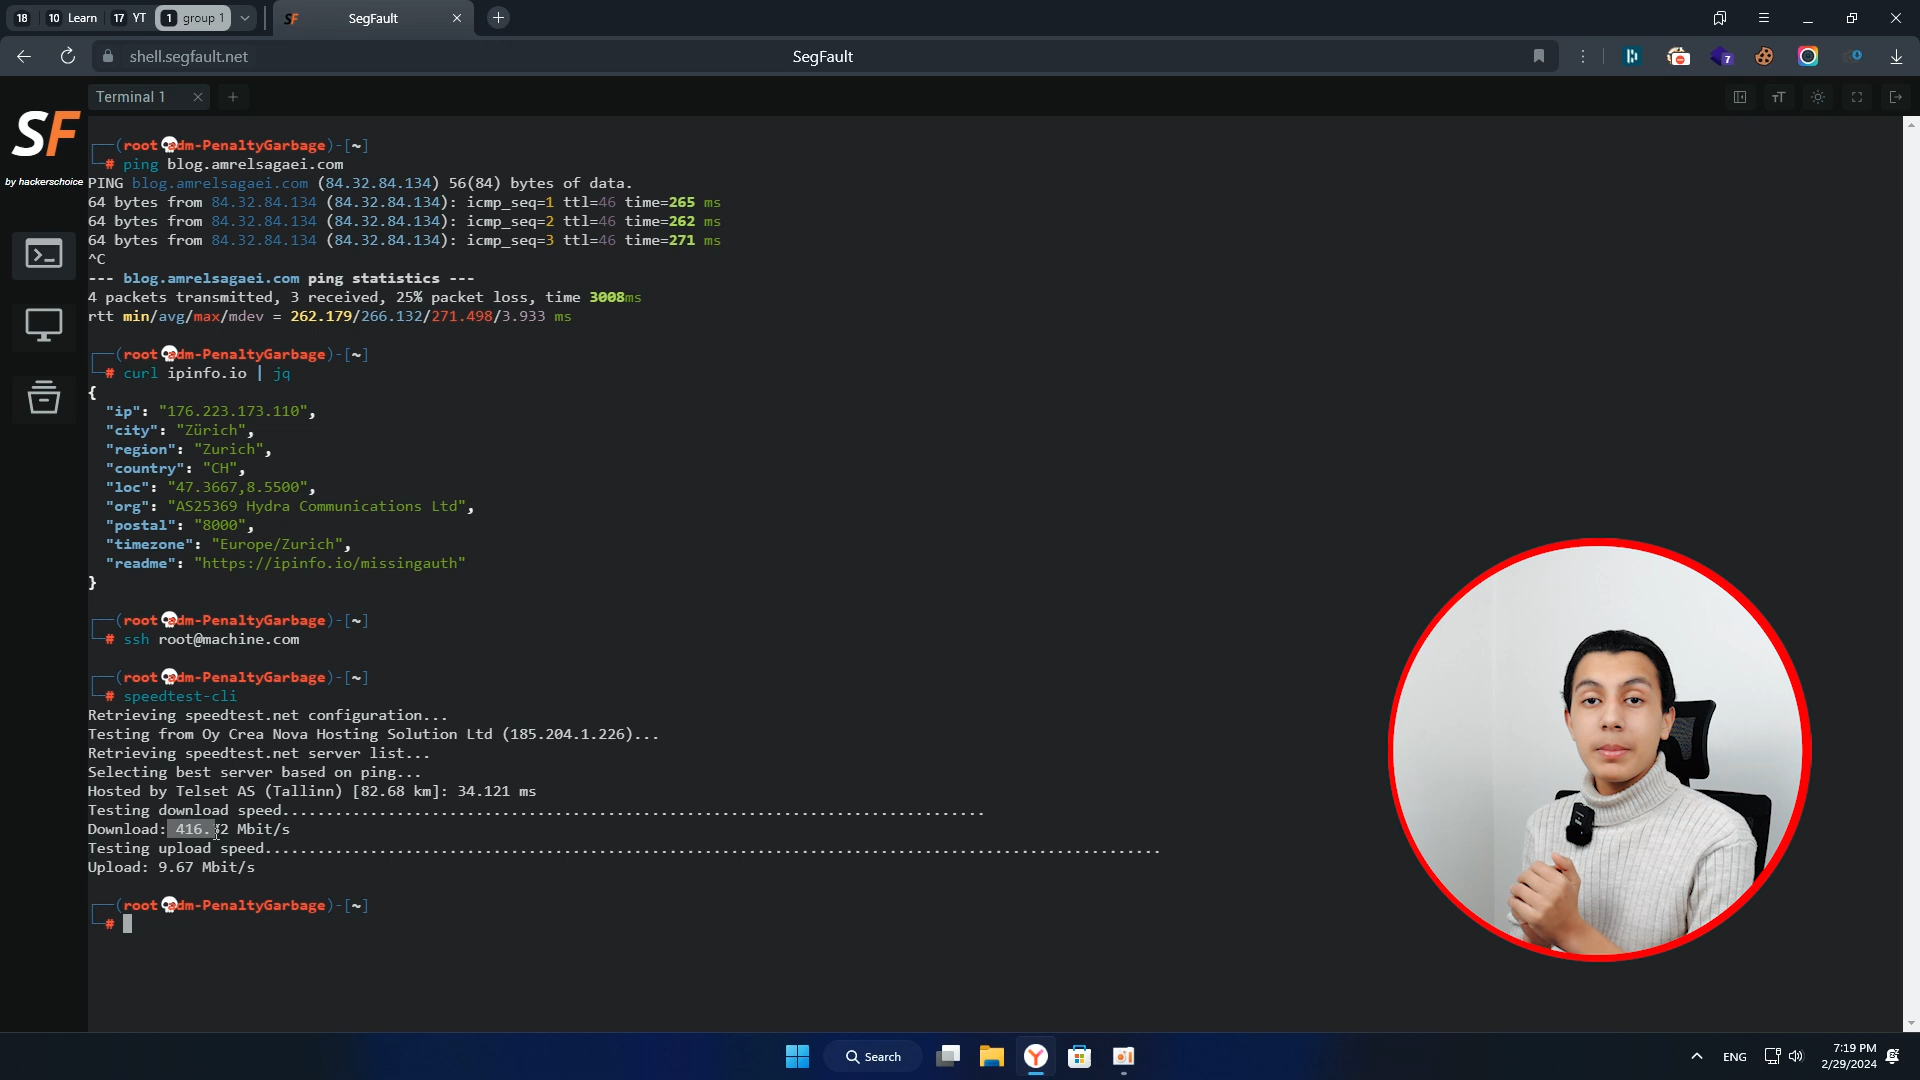 18 10 Learn 17 YT 1 group 1 SF SegFault
shell.segfault.net SegFault 7
SF Terminal 1
by hackerschoice
┌──(root💀adm-PenaltyGarbage)-[~]
└─# ping blog.amrelsagaei.com
PING blog.amrelsagaei.com (84.32.84.134) 56(84) bytes of data.
64 bytes from 84.32.84.134 (84.32.84.134): icmp_seq=1 ttl=46 time=265 ms
64 bytes from 84.32.84.134 (84.32.84.134): icmp_seq=2 ttl=46 time=262 ms
64 bytes from 84.32.84.134 (84.32.84.134): icmp_seq=3 ttl=46 time=271 ms
^C
--- blog.amrelsagaei.com ping statistics ---
4 packets transmitted, 3 received, 25% packet loss, time 3008ms
rtt min/avg/max/mdev = 262.179/266.132/271.498/3.933 ms
┌──(root💀adm-PenaltyGarbage)-[~]
└─# curl ipinfo.io | jq
{
"ip": "176.223.173.110",
"city": "Zürich",
"region": "Zurich",
"country": "CH",
"loc": "47.3667,8.5500",
"org": "AS25369 Hydra Communications Ltd",
"postal": "8000",
"timezone": "Europe/Zurich",
"readme": "https://ipinfo.io/missingauth"
}
┌──(root💀adm-PenaltyGarbage)-[~]
└─# ssh root@machine.com
┌──(root💀adm-PenaltyGarbage)-[~]
└─# speedtest-cli
Retrieving speedtest.net configuration...
Testing from Oy Crea Nova Hosting Solution Ltd (185.204.1.226)...
Retrieving speedtest.net server list...
Selecting best server based on ping...
Hosted by Telset AS (Tallinn) [82.68 km]: 34.121 ms
Testing download speed................................................................................
Download: Mbit/s
Testing upload speed......................................................................................................
Upload: 9.67 Mbit/s
┌──(root💀adm-PenaltyGarbage)-[~]
└─#
Search ENG 7:19 PM
2/29/2024